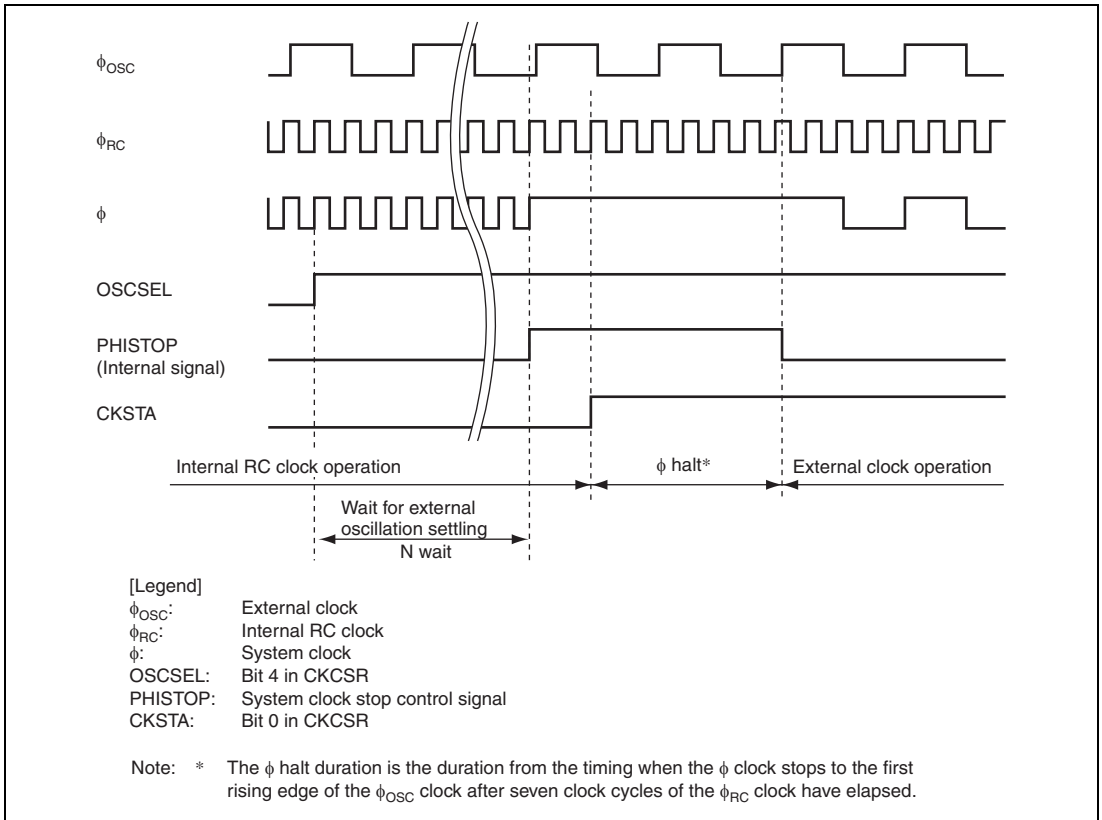 φOSC
φRC
φ
OSCSEL
PHISTOP
(Internal signal)
CKSTA
Internal RC clock operation
φ halt*
External clock operation
Wait for external
oscillation settling
N wait
[Legend]
φOSC: External clock
φRC: Internal RC clock
φ: System clock
OSCSEL: Bit 4 in CKCSR
PHISTOP: System clock stop control signal
CKSTA: Bit 0 in CKCSR
Note: * The φ halt duration is the duration from the timing when the φ clock stops to the first
rising edge of the φOSC clock after seven clock cycles of the φRC clock have elapsed.